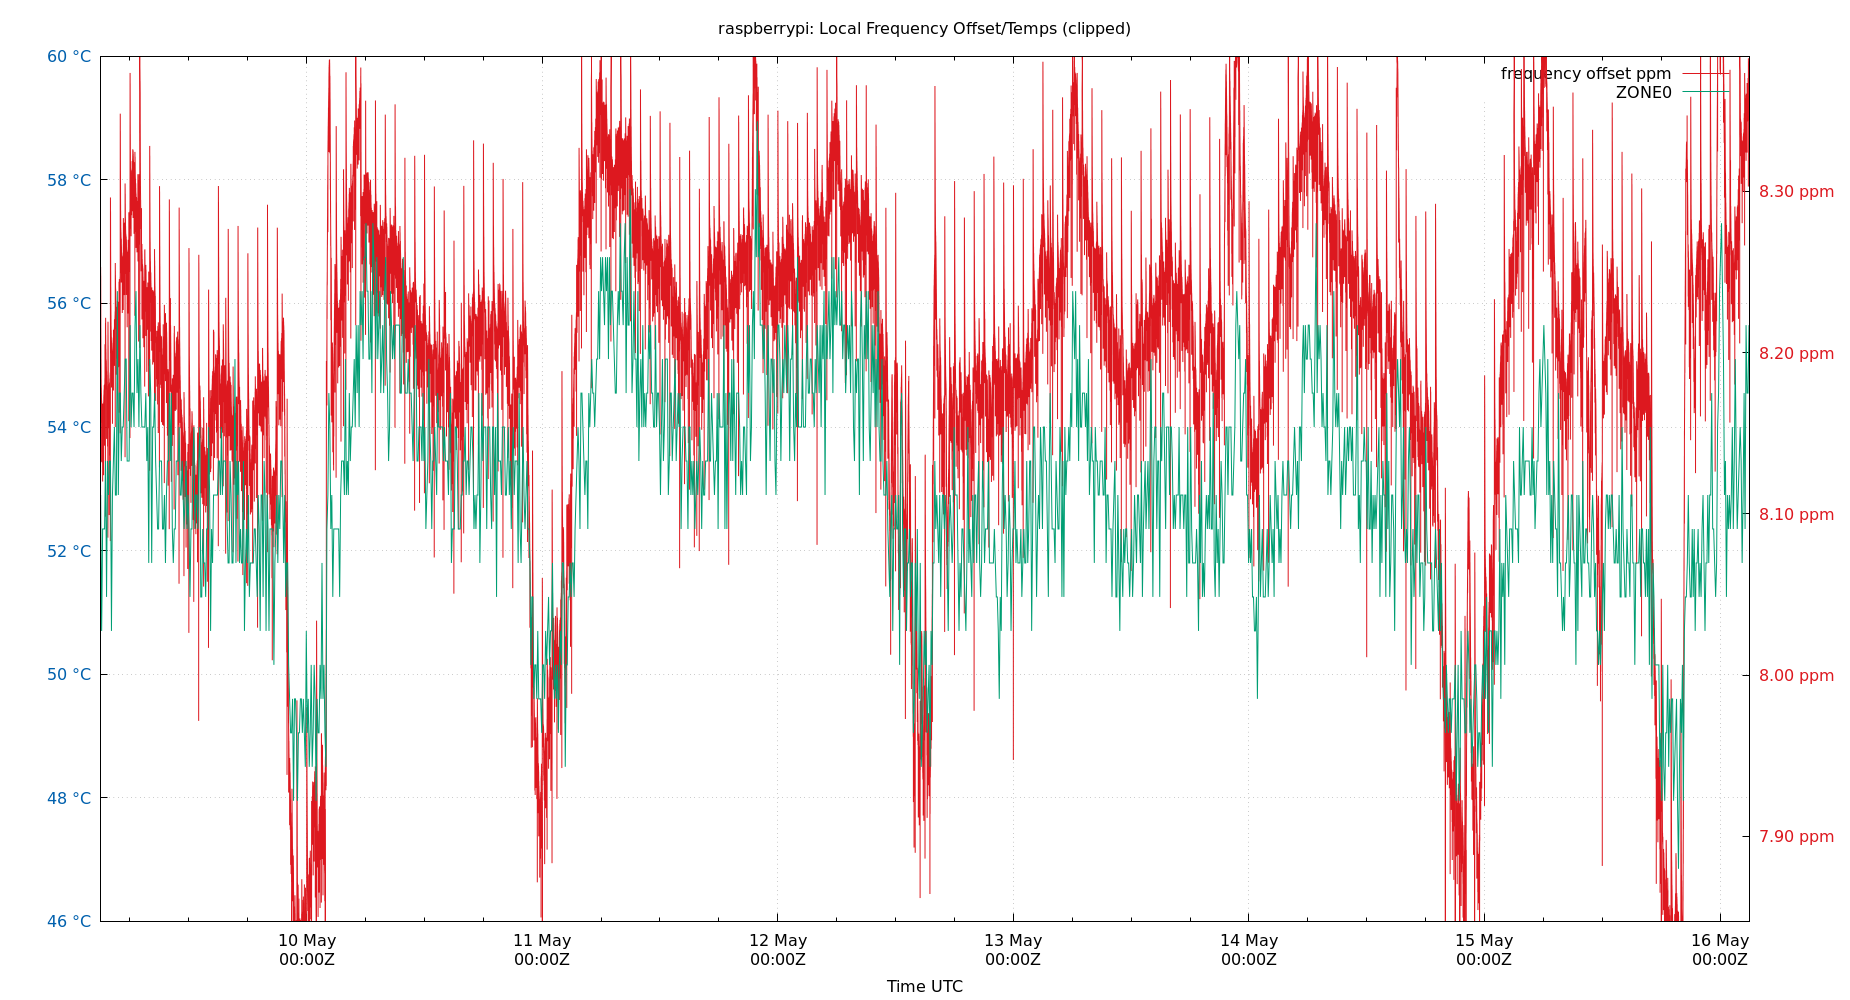 raspberrypi: Local Frequency Offset/Temps (clipped)
60 °C
58 °C
56 °C
54 °C
52 °C
50 °C
48 °C
46 °C
frequency offset ppm
ZONE0
8.30 ppm
8.20 ppm
8.10 ppm
8.00 ppm
7.90 ppm
10 May
00:00Z
11 May
00:00Z
12 May
00:00Z
13 May
00:00Z
14 May
00:00Z
15 May
00:00Z
16 May
00:00Z
Time UTC